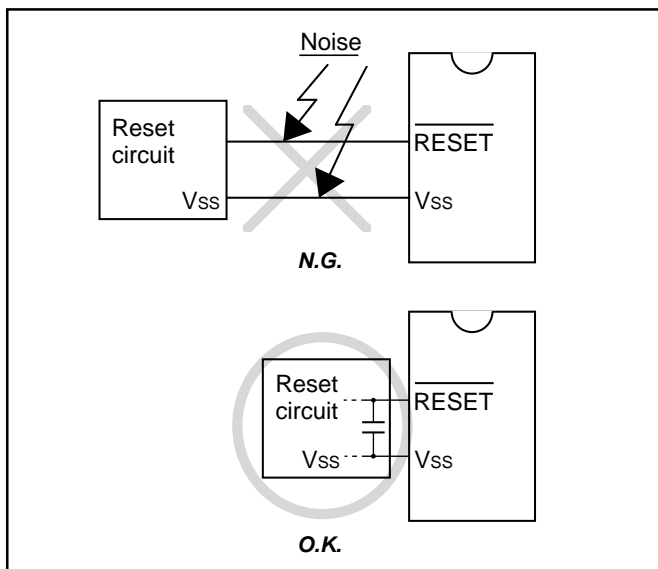 Noise
Reset
circuit
RESET
VSS
VSS
N.G.
Reset
circuit
RESET
VSS
VSS
O.K.